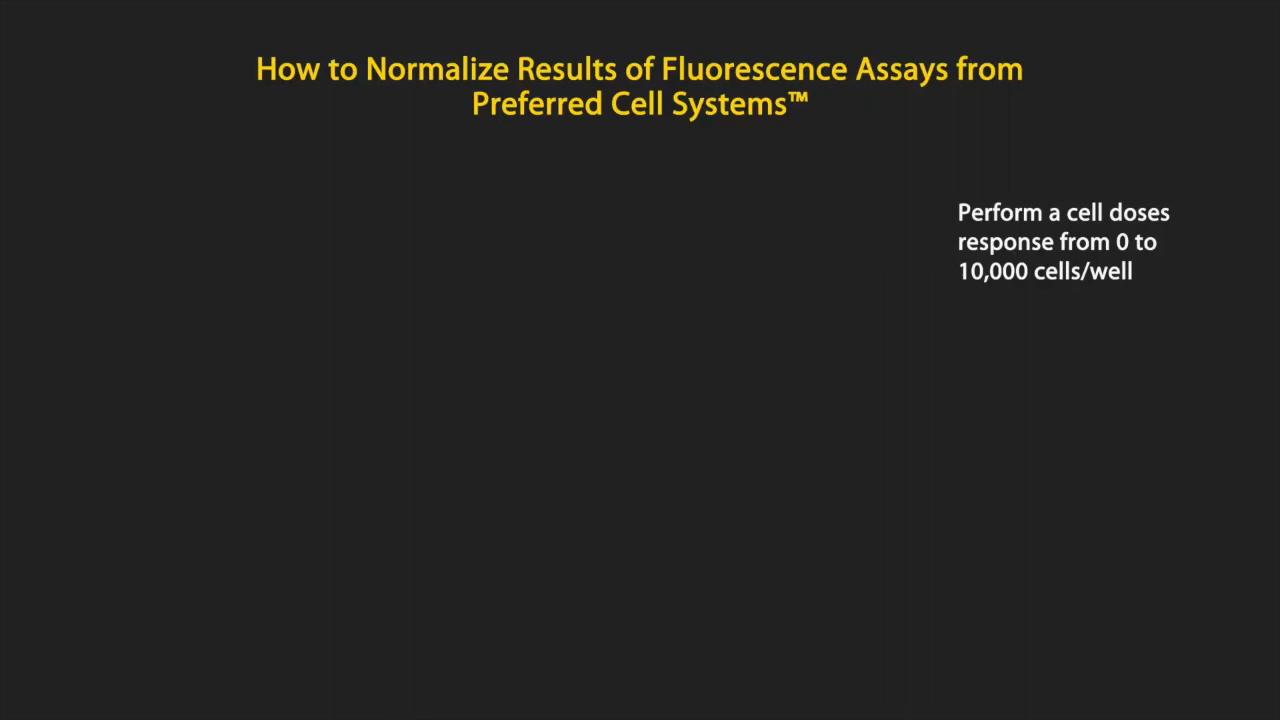 How to Normalize Results of Fluorescence Assays from
Preferred Cell Systems™
Perform a cell doses
response from 0 to
10,000 cells/well